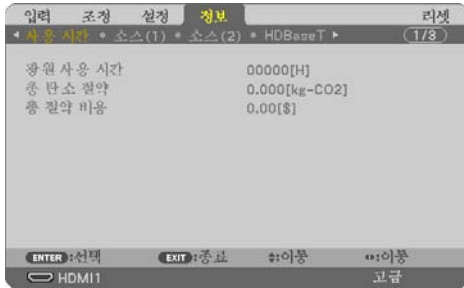 입력 조정 설정 정보 리셋
◂ 사용 시간 • 소스(1) • 소스(2) • HDBaseT ▸ (1/8)
광원 사용 시간 00000[H]
총 탄소 절약 0.000[kg-CO2]
총 절약 비용 0.00[$]
ENTER :선택 EXIT :종료 ◆:이동 ◂▸:이동
HDMI1 고급